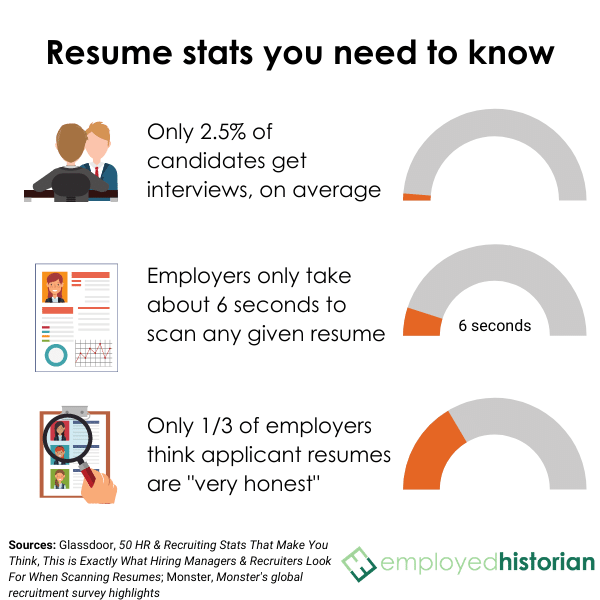 Resume stats you need to know
Only 2.5% of
candidates get
interviews, on average
Employers only take
about 6 seconds to
scan any given resume
6 seconds
Only 1/3 of employers
think applicant resumes
are "very honest"
Sources: Glassdoor, 50 HR & Recruiting Stats That Make You
Think, This is Exactly What Hiring Managers & Recruiters Look
For When Scanning Resumes; Monster, Monster's global
recruitment survey highlights
employedhistorian